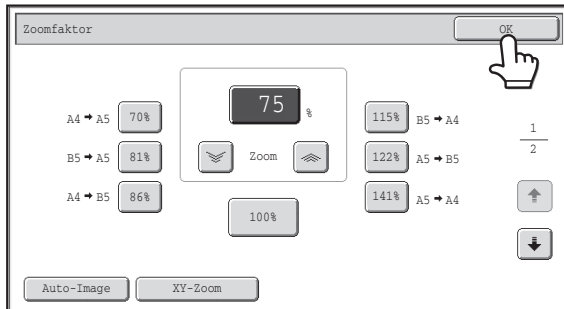 Zoomfaktor OK
75 %
A4 → A5 70% 115% B5 → A4
1
B5 → A5 81% Zoom 122% A5 → B5
2
A4 → B5 86% 141% A5 → A4
100%
Auto-Image XY-Zoom